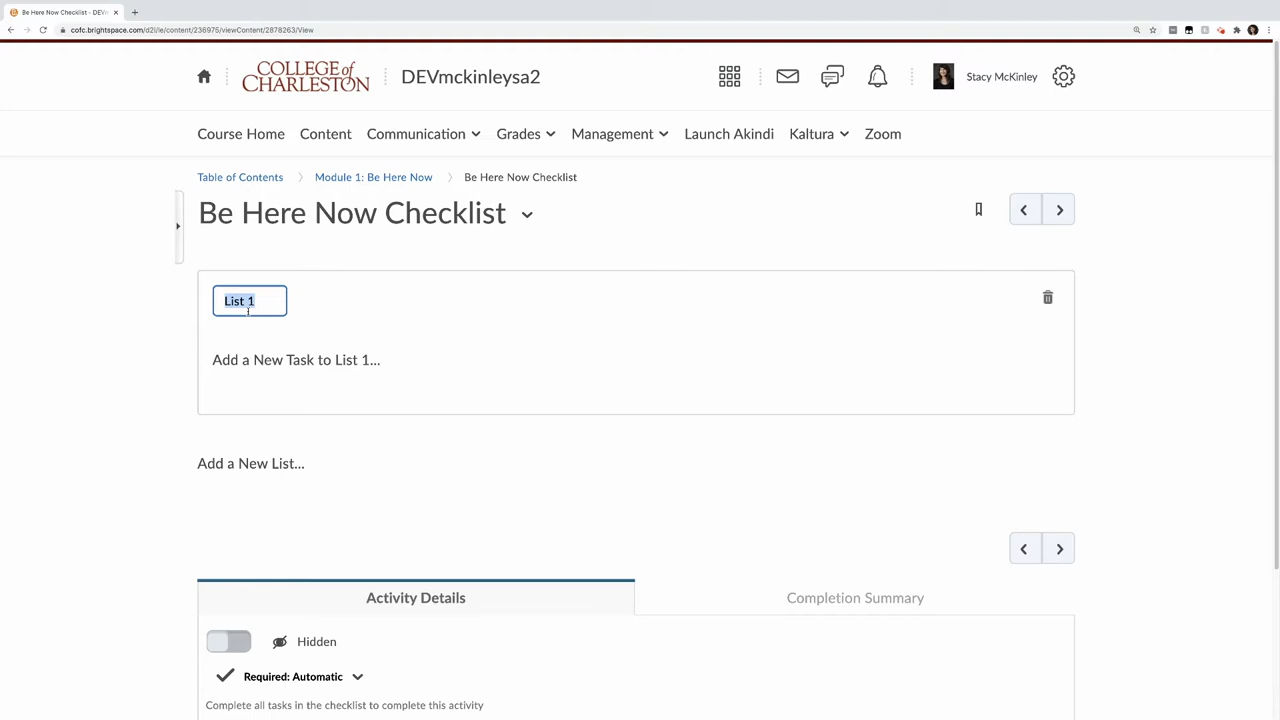 Be Here Now Checklist - DEVm
cofc.brightspace.com/d2l/le/content/236975/viewContent/2878263/View
COLLEGE of CHARLESTON
DEVmckinleysa2
Stacy McKinley
Course Home Content Communication Grades Management Launch Akindi Kaltura Zoom
Table of Contents Module 1: Be Here Now Be Here Now Checklist
Be Here Now Checklist
List 1
Add a New Task to List 1...
Add a New List...
Activity Details Completion Summary
Hidden
Required: Automatic
Complete all tasks in the checklist to complete this activity